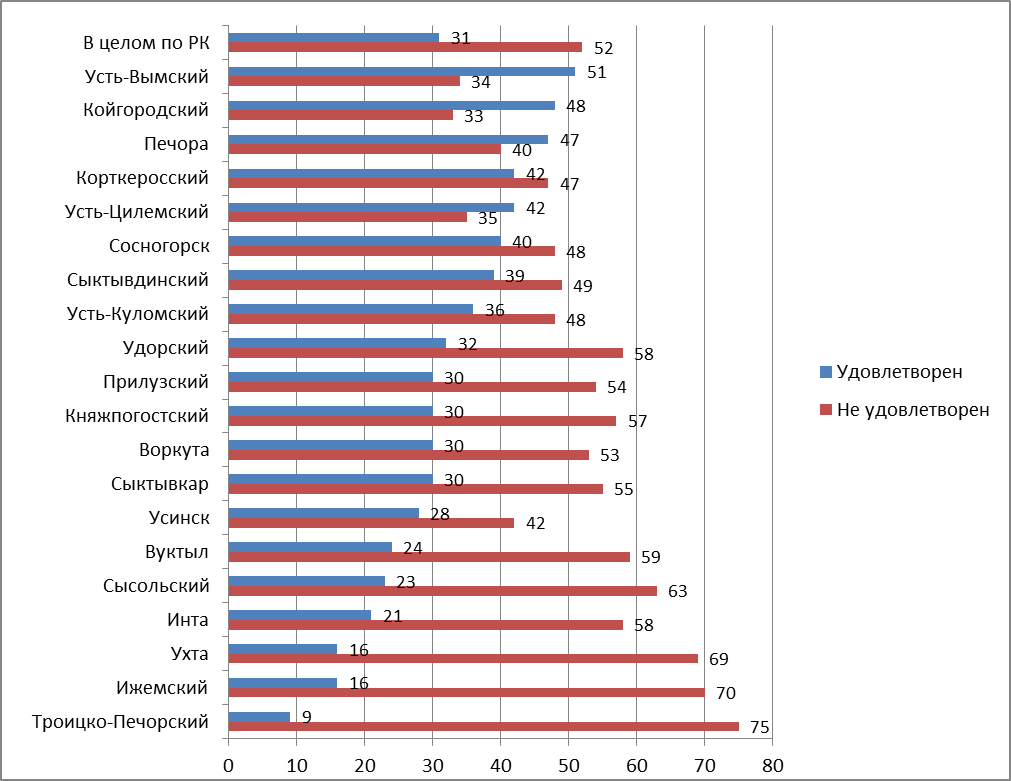 В целом по РК 31 52
Усть-Вымский 51 34
Койгородский 48 33
Печора 47 40
Корткеросский 42 47
Усть-Цилемский 42 35
Сосногорск 40 48
Сыктывдинский 39 49
Усть-Куломский 36 48
Удорский 32 58
Прилузский 30 54
Княжпогостский 30 57
Воркута 30 53
Сыктывкар 30 55
Усинск 28 42
Вуктыл 24 59
Сысольский 23 63
Инта 21 58
Ухта 16 69
Ижемский 16 70
Троицко-Печорский 9 75
0 10 20 30 40 50 60 70 80
Удовлетворен
Не удовлетворен